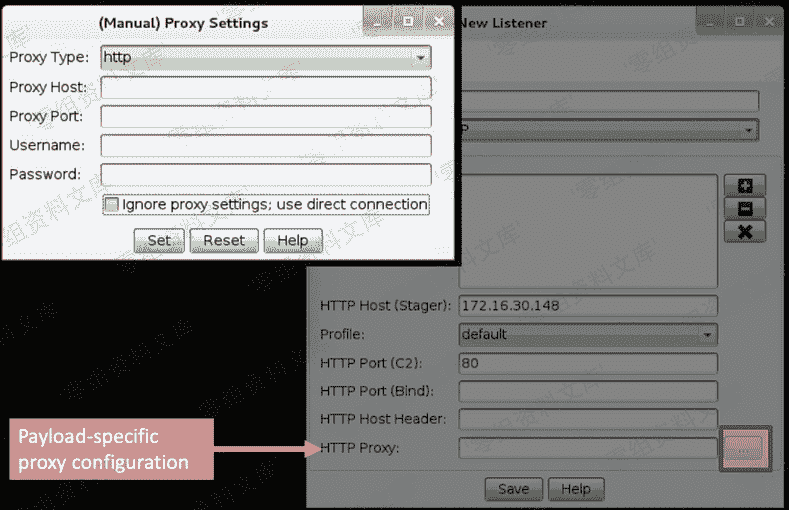 (Manual) Proxy Settings
Proxy Type: http
Proxy Host:
Proxy Port:
Username:
Password:
Ignore proxy settings; use direct connection
Set Reset Help
New Listener
P
HTTP Host (Stager): 172.16.30.148
Profile: default
HTTP Port (C2): 80
HTTP Port (Bind):
HTTP Host Header:
HTTP Proxy: ...
Save Help
Payload-specific
proxy configuration
零组资料文库